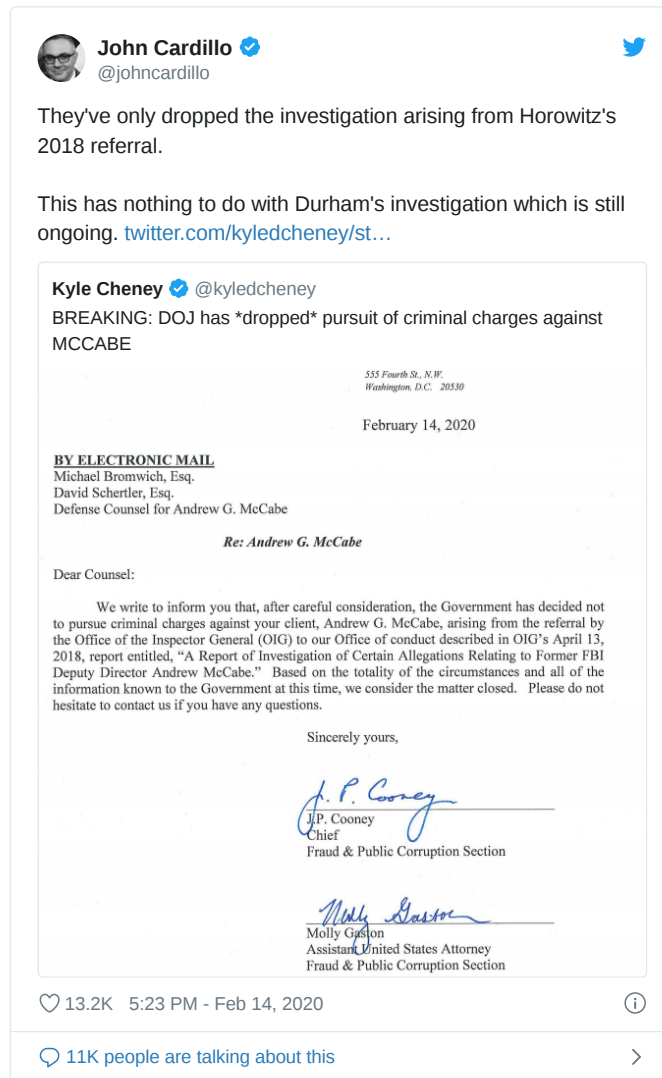 John Cardillo
@johncardillo
They've only dropped the investigation arising from Horowitz's
2018 referral.
This has nothing to do with Durham's investigation which is still
ongoing. twitter.com/kyledcheney/st…
Kyle Cheney @kyledcheney
BREAKING: DOJ has *dropped* pursuit of criminal charges against
MCCABE
555 Fourth St., N.W.
Washington, D.C. 20530
February 14, 2020
BY ELECTRONIC MAIL
Michael Bromwich, Esq.
David Schertler, Esq.
Defense Counsel for Andrew G. McCabe
Re: Andrew G. McCabe
Dear Counsel:
We write to inform you that, after careful consideration, the Government has decided not
to pursue criminal charges against your client, Andrew G. McCabe, arising from the referral by
the Office of the Inspector General (OIG) to our Office of conduct described in OIG's April 13,
2018, report entitled, “A Report of Investigation of Certain Allegations Relating to Former FBI
Deputy Director Andrew McCabe.” Based on the totality of the circumstances and all of the
information known to the Government at this time, we consider the matter closed. Please do not
hesitate to contact us if you have any questions.
Sincerely yours,
J. P. Cooney
J.P. Cooney
Chief
Fraud & Public Corruption Section
Molly Gaston
Molly Gaston
Assistant United States Attorney
Fraud & Public Corruption Section
13.2K 5:23 PM - Feb 14, 2020
11K people are talking about this